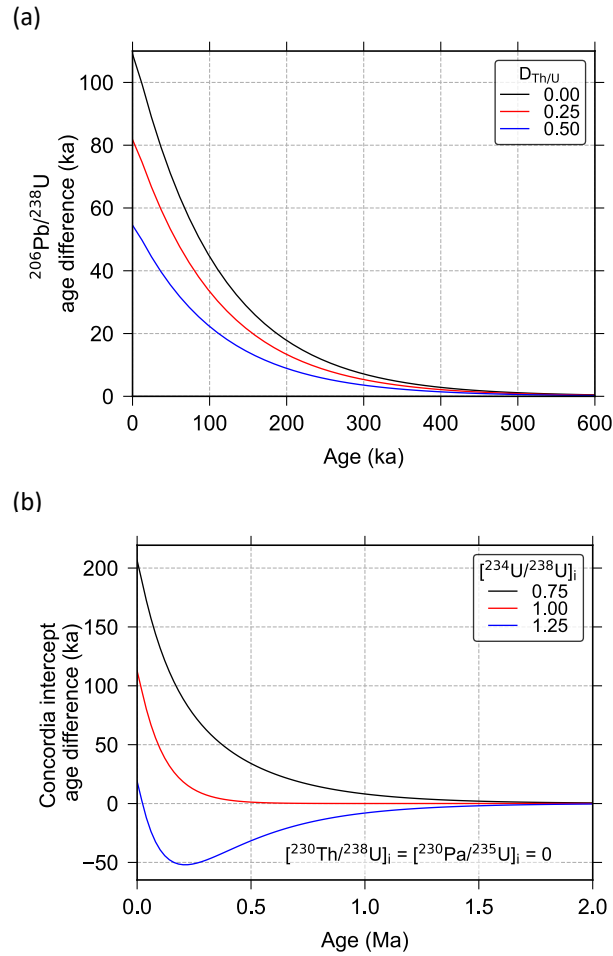 (a)
D_Th/U
0.00
0.25
0.50
100
80
60
40
20
0
²⁰⁶Pb/²³⁸U
age difference (ka)
0 100 200 300 400 500 600
Age (ka)
(b)
[²³⁴U/²³⁸U]ᵢ
0.75
1.00
1.25
200
150
100
50
0
−50
Concordia intercept
age difference (ka)
[²³⁰Th/²³⁸U]ᵢ = [²³⁰Pa/²³⁵U]ᵢ = 0
0.0 0.5 1.0 1.5 2.0
Age (Ma)